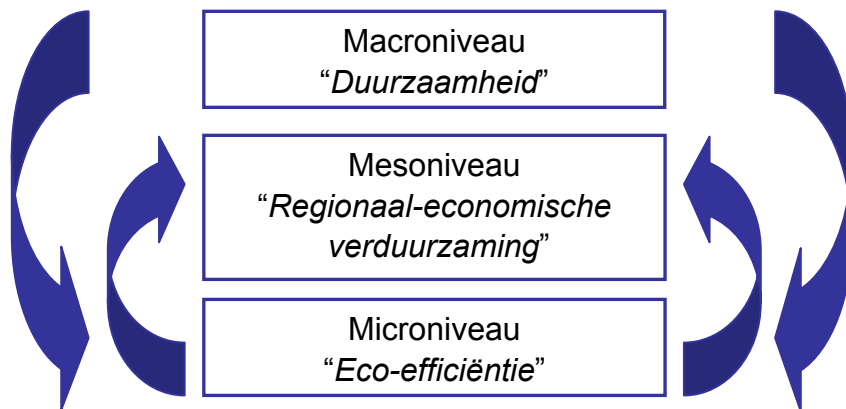 Macroniveau
“Duurzaamheid”
Mesoniveau
“Regionaal-economische
verduurzaming”
Microniveau
“Eco-efficiëntie”